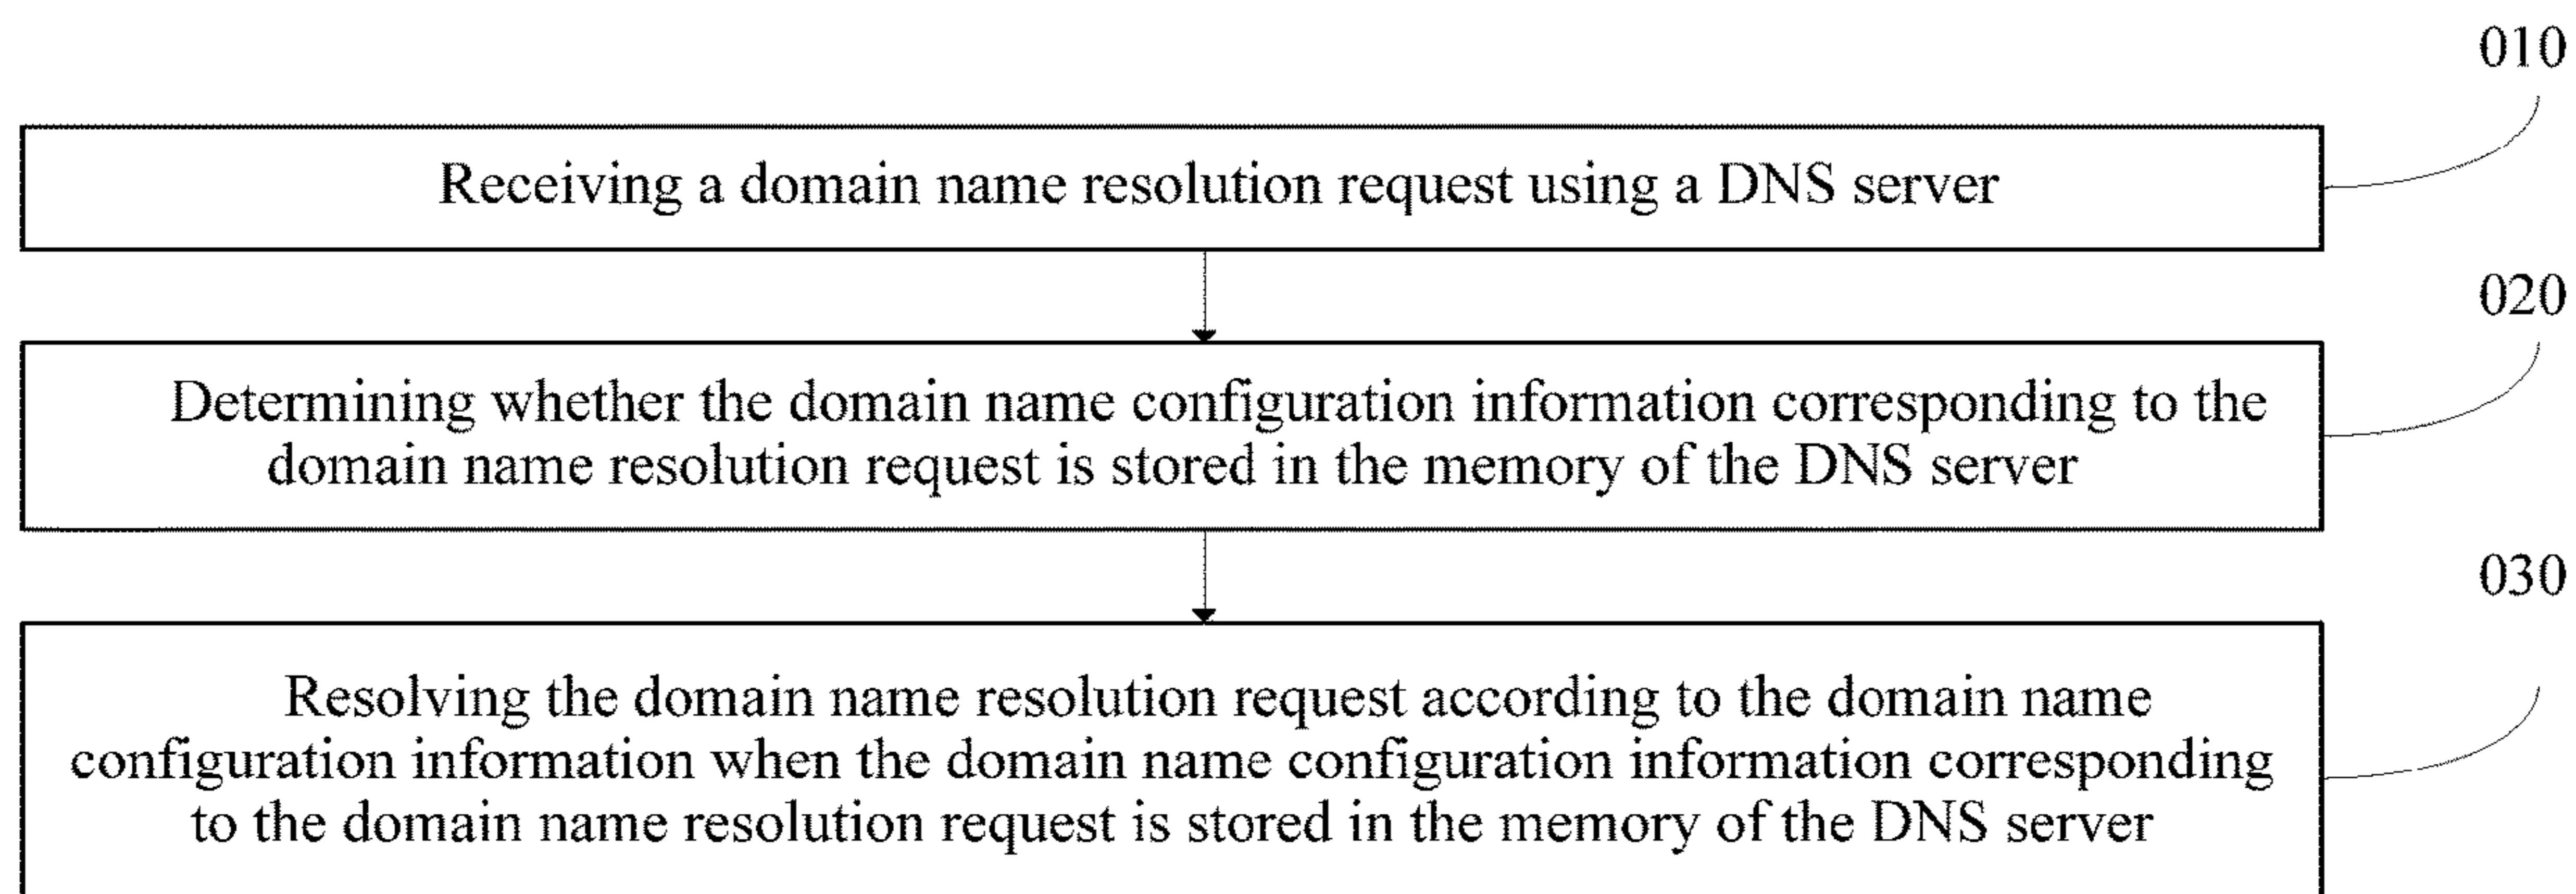 010
Receiving a domain name resolution request using a DNS server
020
Determining whether the domain name configuration information corresponding to the
domain name resolution request is stored in the memory of the DNS server
030
Resolving the domain name resolution request according to the domain name
configuration information when the domain name configuration information corresponding
to the domain name resolution request is stored in the memory of the DNS server